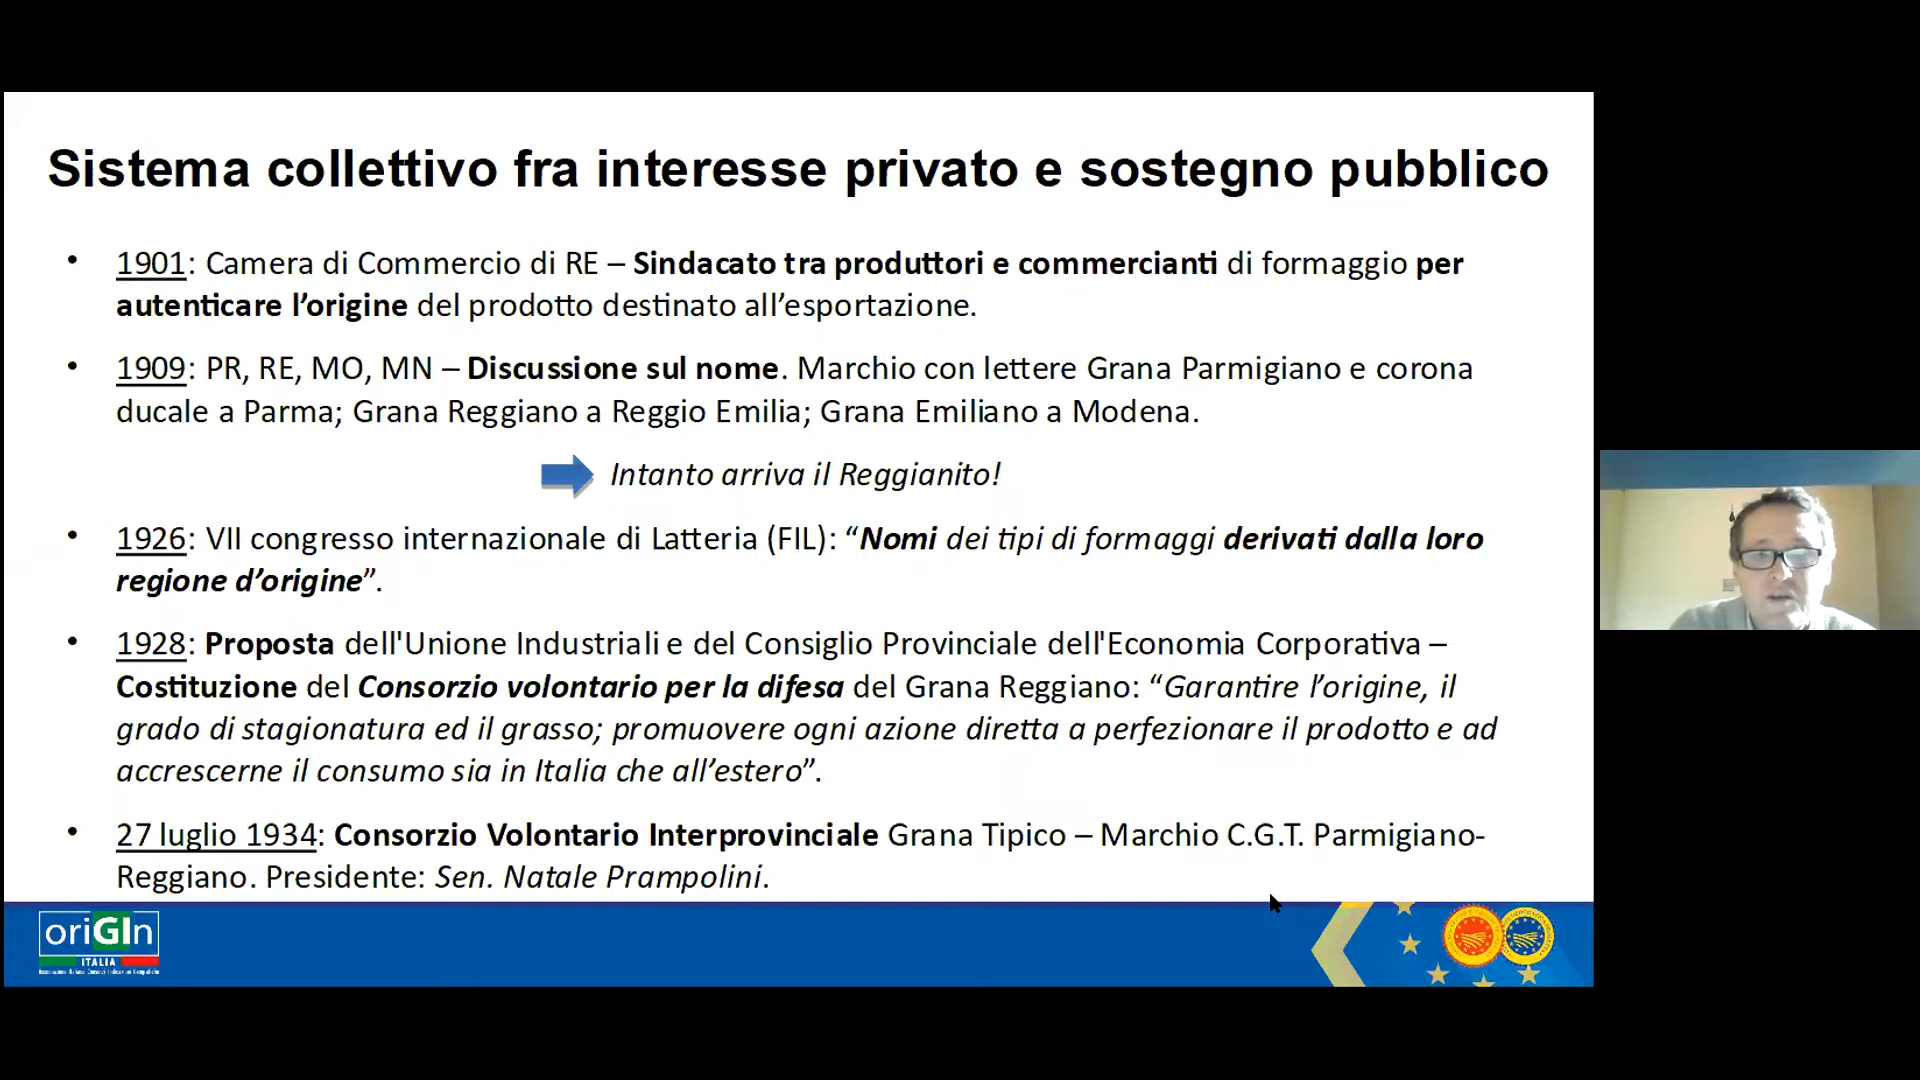 Sistema collettivo fra interesse privato e sostegno pubblico
• 1901: Camera di Commercio di RE – Sindacato tra produttori e commercianti di formaggio per
autenticare l’origine del prodotto destinato all’esportazione.
• 1909: PR, RE, MO, MN – Discussione sul nome. Marchio con lettere Grana Parmigiano e corona
ducale a Parma; Grana Reggiano a Reggio Emilia; Grana Emiliano a Modena.
Intanto arriva il Reggianito!
• 1926: VII congresso internazionale di Latteria (FIL): “Nomi dei tipi di formaggi derivati dalla loro
regione d’origine”.
• 1928: Proposta dell'Unione Industriali e del Consiglio Provinciale dell'Economia Corporativa –
Costituzione del Consorzio volontario per la difesa del Grana Reggiano: “Garantire l’origine, il
grado di stagionatura ed il grasso; promuovere ogni azione diretta a perfezionare il prodotto e ad
accrescerne il consumo sia in Italia che all’estero”.
• 27 luglio 1934: Consorzio Volontario Interprovinciale Grana Tipico – Marchio C.G.T. Parmigiano-
Reggiano. Presidente: Sen. Natale Prampolini.
oriGIn
ITALIA
Associazione Italiana Consorzi Indicazioni Geografiche